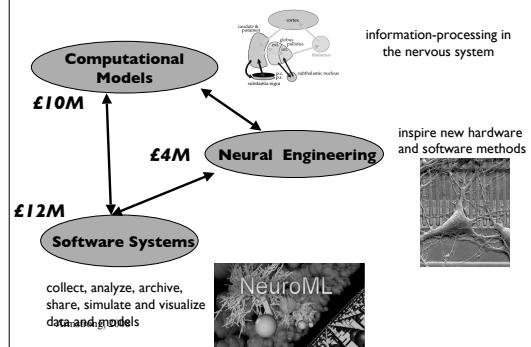 cortex
caudate &
putamen
globus
pallidus
ext.
int.
thalamus
p.c.
p.r.
substantia nigra
subthalamic nucleus
information-processing in
the nervous system
Computational
Models
£10M
£4M
Neural Engineering
inspire new hardware
and software methods
£12M
Software Systems
NeuroML
collect, analyze, archive,
share, simulate and visualize
data and models